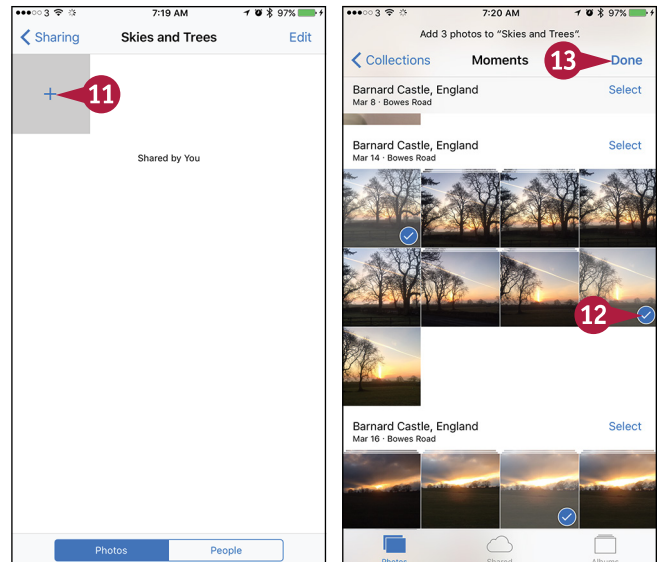 3 7:19 AM 97%
Sharing Skies and Trees Edit
+ 11
Shared by You
Photos People
3 7:20 AM 97%
Add 3 photos to “Skies and Trees”.
Collections Moments 13 Done
Barnard Castle, England Select
Mar 8 · Bowes Road
Barnard Castle, England Select
Mar 14 · Bowes Road
12
Barnard Castle, England Select
Mar 16 · Bowes Road
Photos Shared Albums